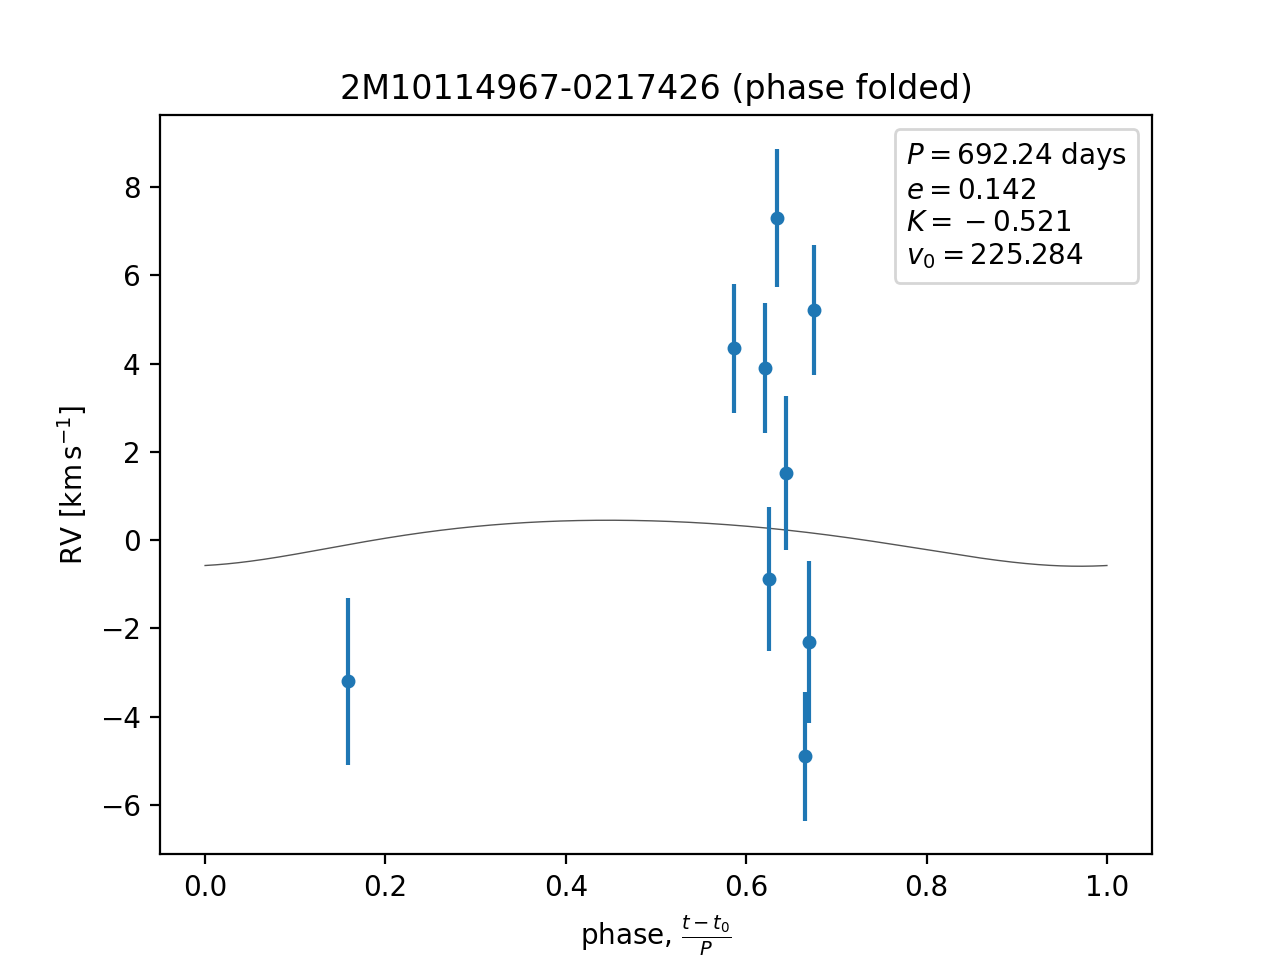 2M10114967-0217426 (phase folded)
P = 692.24 days
e = 0.142
K = −0.521
v₀ = 225.284
RV [km s⁻¹]
8
6
4
2
0
−2
−4
−6
0.0 0.2 0.4 0.6 0.8 1.0
phase, (t − t₀)/P